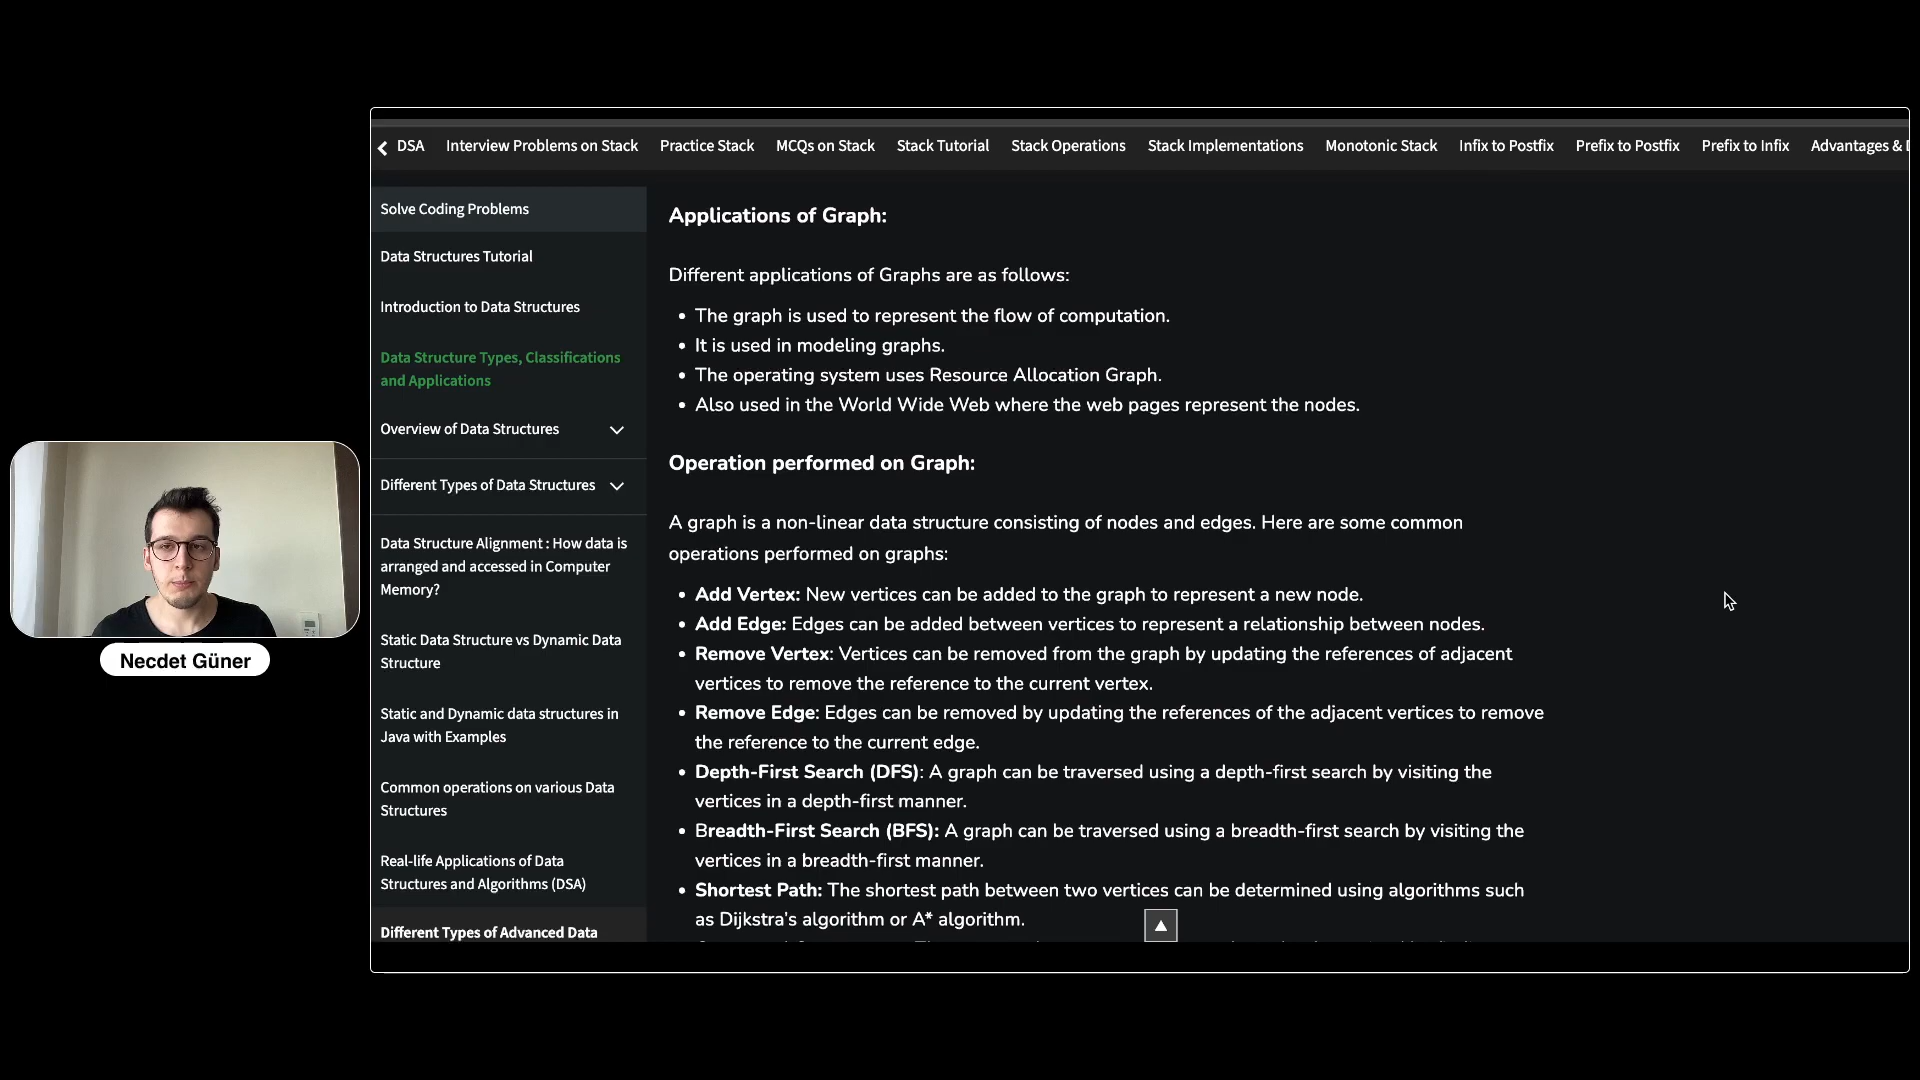 DSA Interview Problems on Stack Practice Stack MCQs on Stack Stack Tutorial Stack Operations Stack Implementations Monotonic Stack Infix to Postfix Prefix to Postfix Prefix to Infix Advantages &
Solve Coding Problems
Data Structures Tutorial
Introduction to Data Structures
Data Structure Types, Classifications
and Applications
Overview of Data Structures
Different Types of Data Structures
Data Structure Alignment : How data is
arranged and accessed in Computer
Memory?
Static Data Structure vs Dynamic Data
Structure
Static and Dynamic data structures in
Java with Examples
Common operations on various Data
Structures
Real-life Applications of Data
Structures and Algorithms (DSA)
Different Types of Advanced Data
Applications of Graph:
Different applications of Graphs are as follows:
• The graph is used to represent the flow of computation.
• It is used in modeling graphs.
• The operating system uses Resource Allocation Graph.
• Also used in the World Wide Web where the web pages represent the nodes.
Operation performed on Graph:
A graph is a non-linear data structure consisting of nodes and edges. Here are some common
operations performed on graphs:
• Add Vertex: New vertices can be added to the graph to represent a new node.
• Add Edge: Edges can be added between vertices to represent a relationship between nodes.
• Remove Vertex: Vertices can be removed from the graph by updating the references of adjacent
vertices to remove the reference to the current vertex.
• Remove Edge: Edges can be removed by updating the references of the adjacent vertices to remove
the reference to the current edge.
• Depth-First Search (DFS): A graph can be traversed using a depth-first search by visiting the
vertices in a depth-first manner.
• Breadth-First Search (BFS): A graph can be traversed using a breadth-first search by visiting the
vertices in a breadth-first manner.
• Shortest Path: The shortest path between two vertices can be determined using algorithms such
as Dijkstra's algorithm or A* algorithm.
Necdet Güner